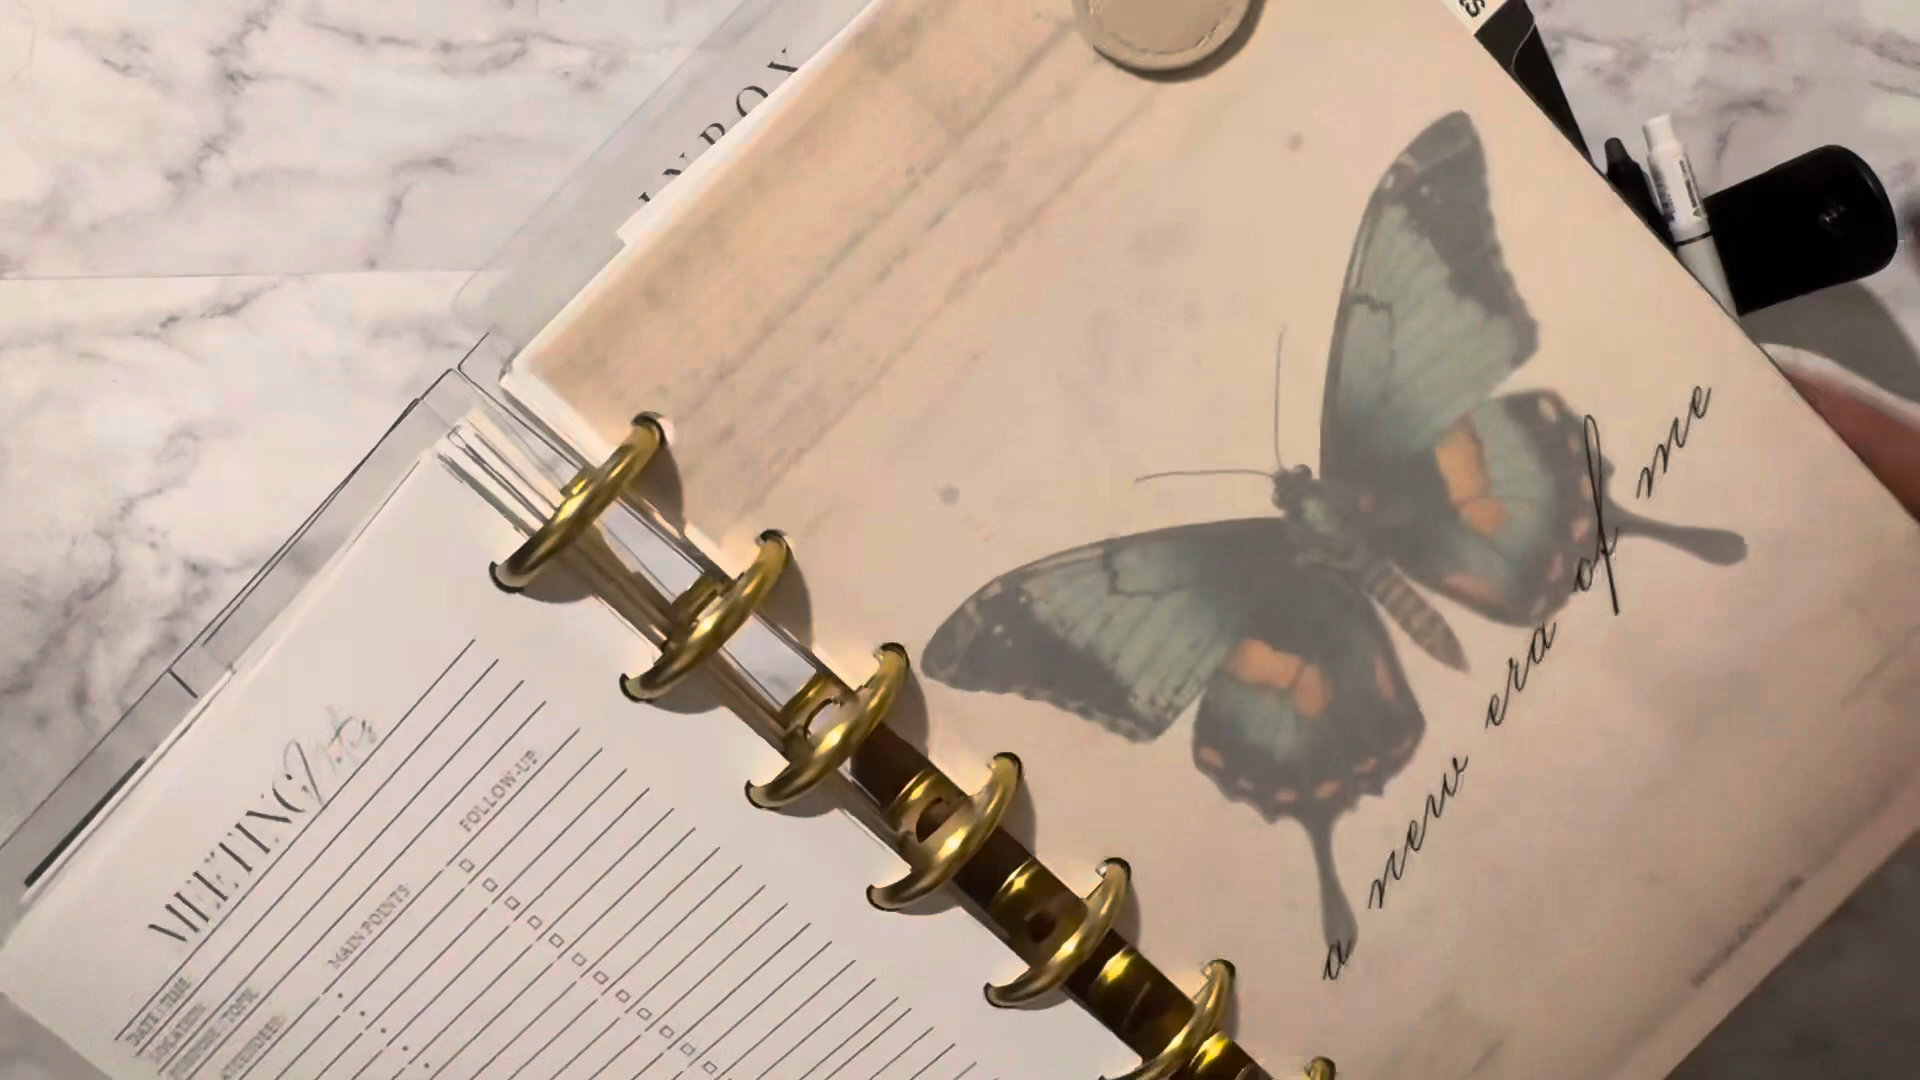 INBOX
MEETING Notes
DATE/TIME
LOCATION
PURPOSE/TOPIC
ATTENDEES
MAIN POINTS
FOLLOW-UP
a new era of me